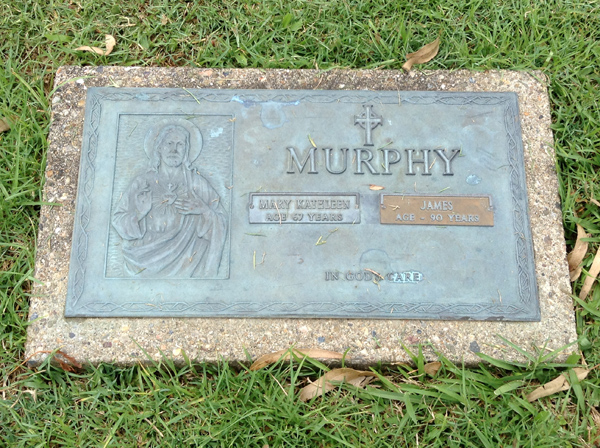 MURPHY
MARY KATHLEEN
AGE 67 YEARS
JAMES
AGE - 90 YEARS
IN GOD'S CARE